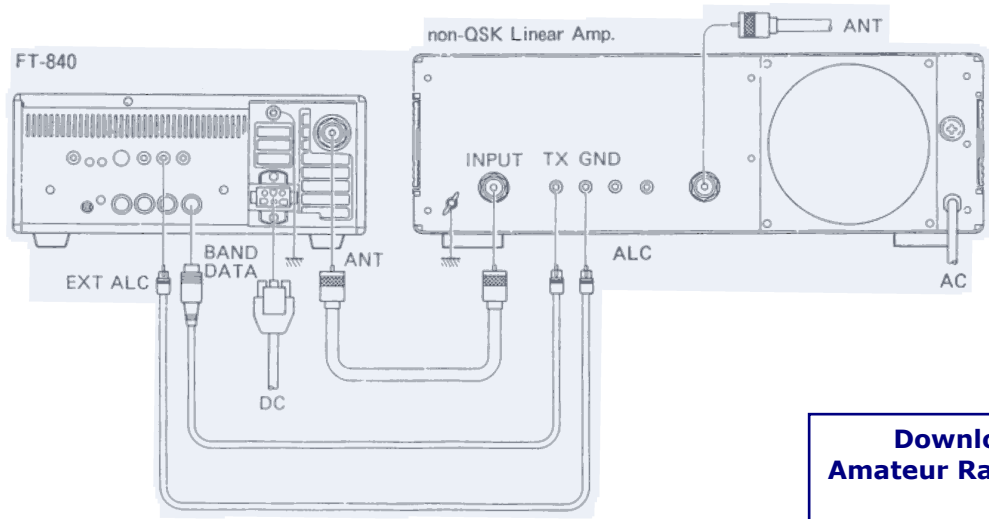 non-QSK Linear Amp.
ANT
FT-840
INPUT TX GND
ALC
BAND
DATA
ANT
EXT ALC
AC
DC
Downlo
Amateur Ra